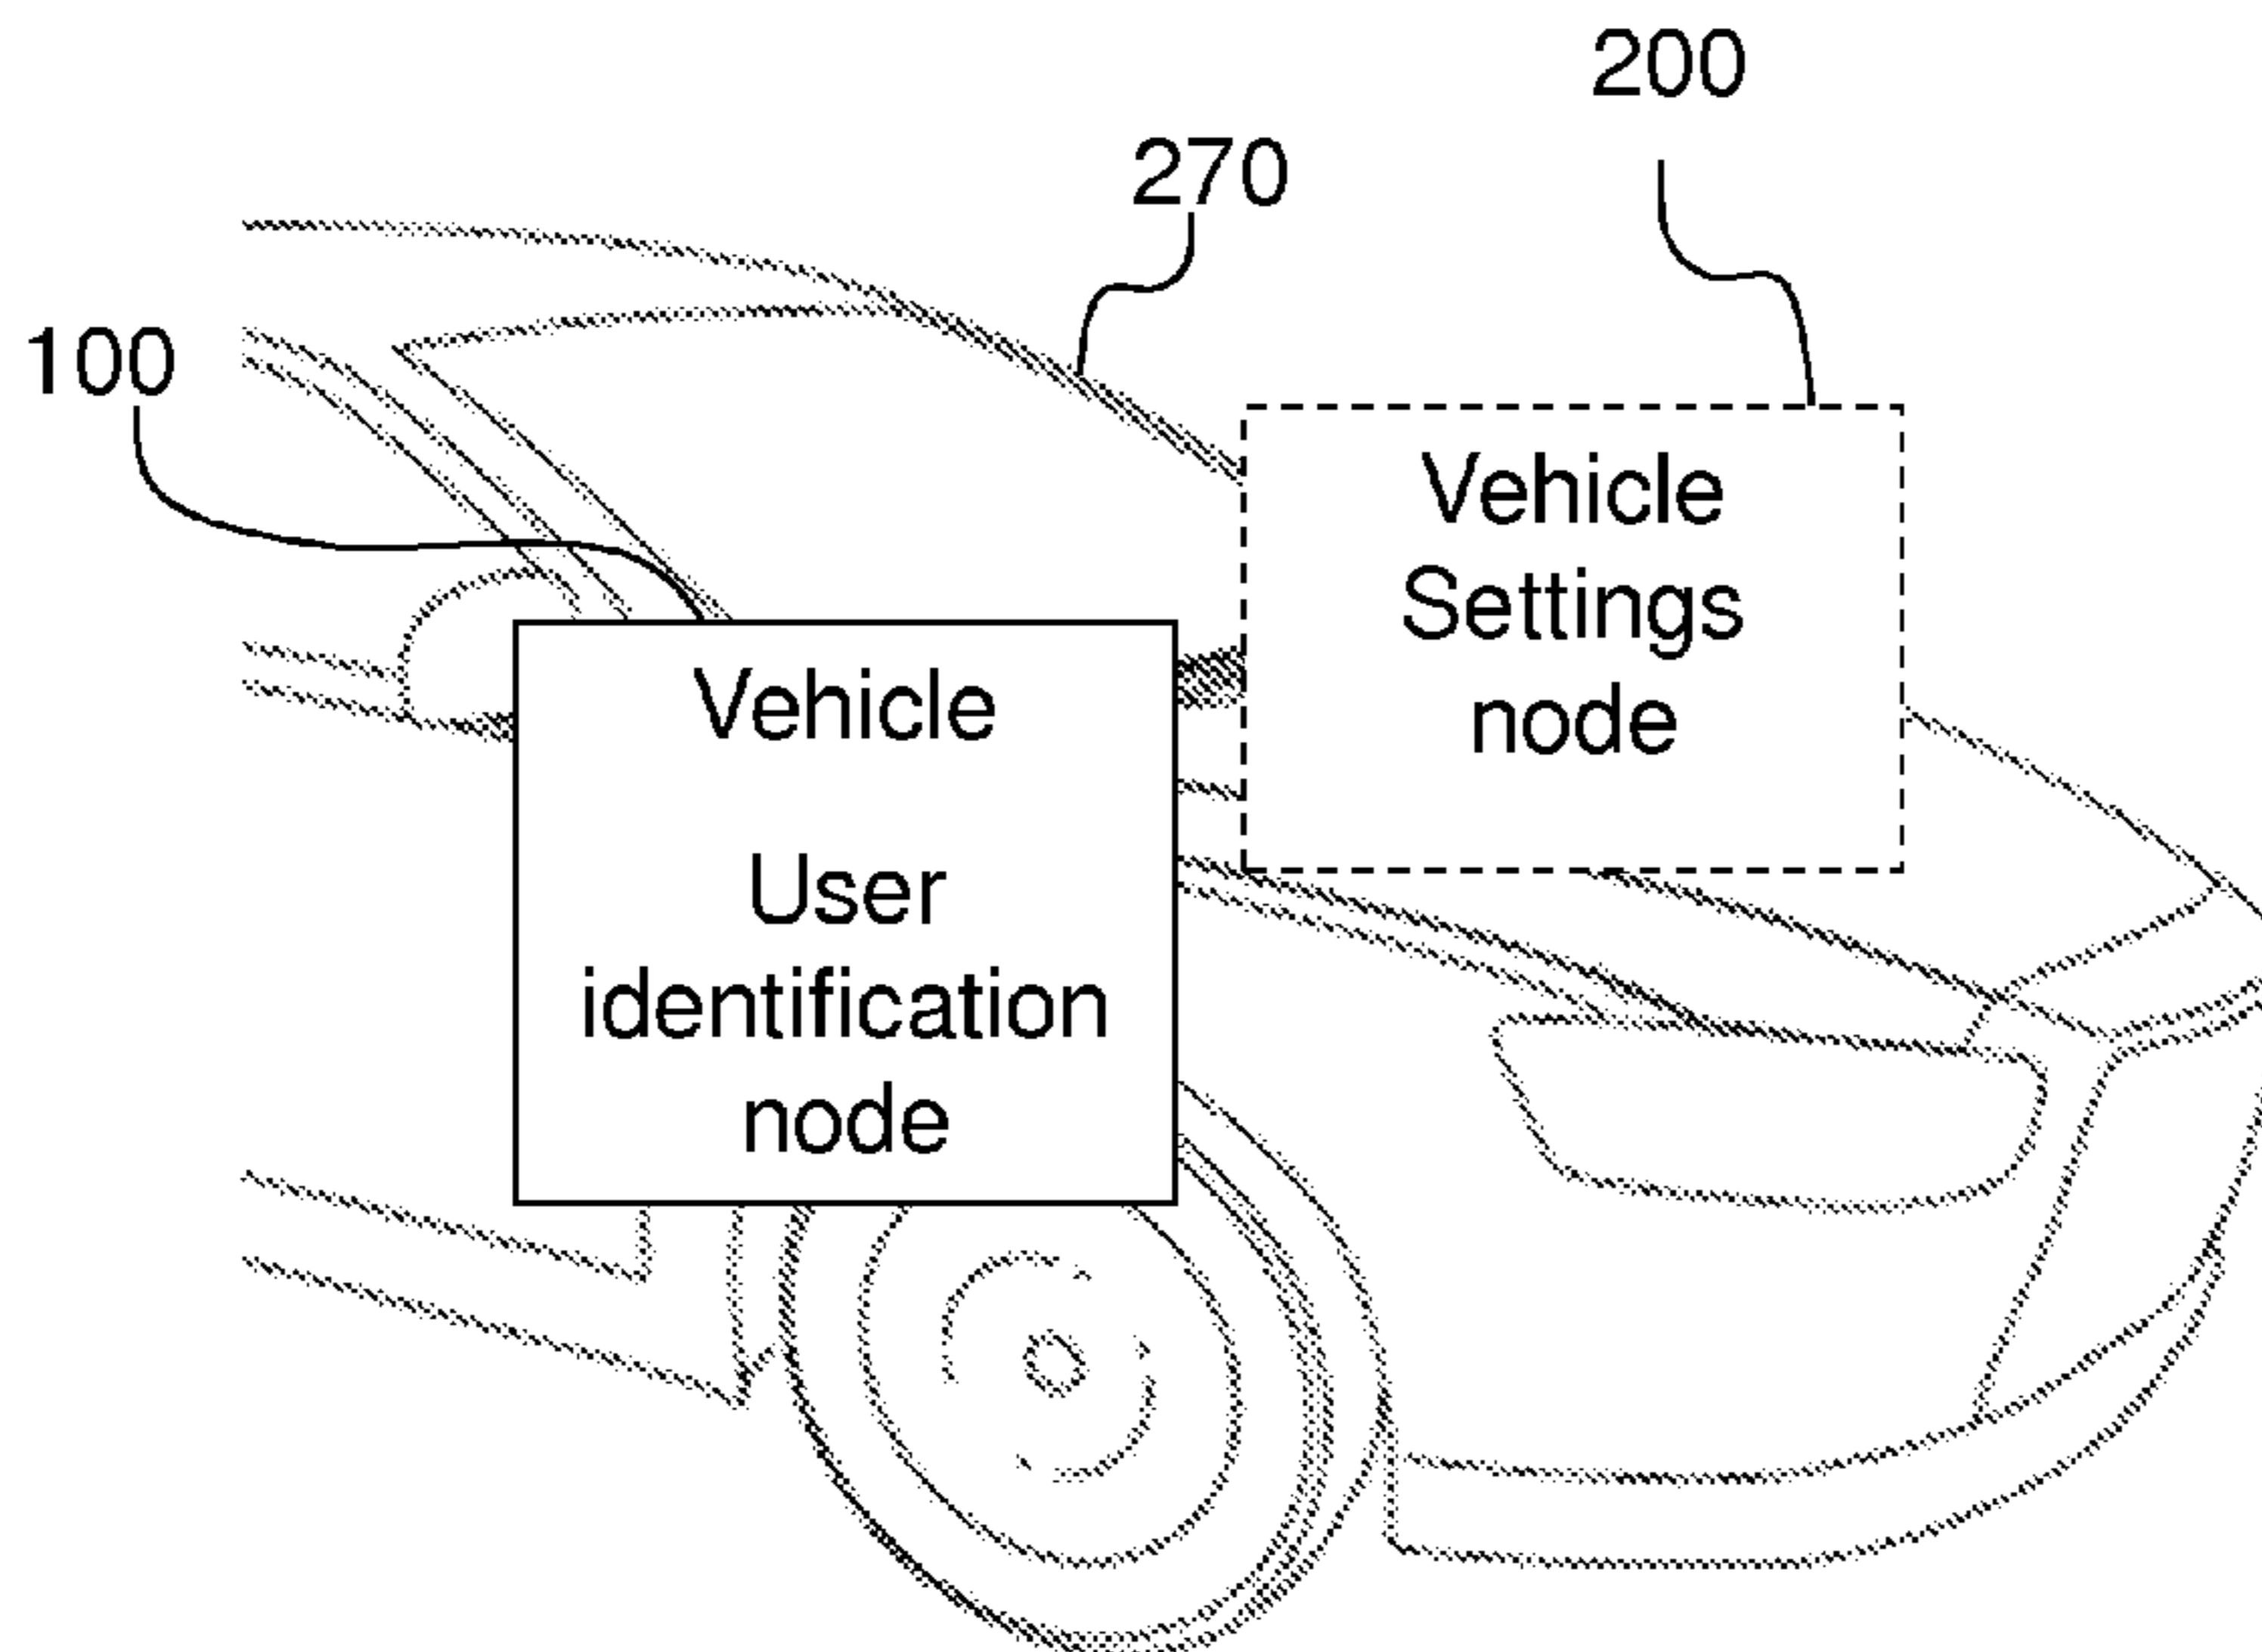 200
270
100
Vehicle
Settings
node
Vehicle
User
identification
node